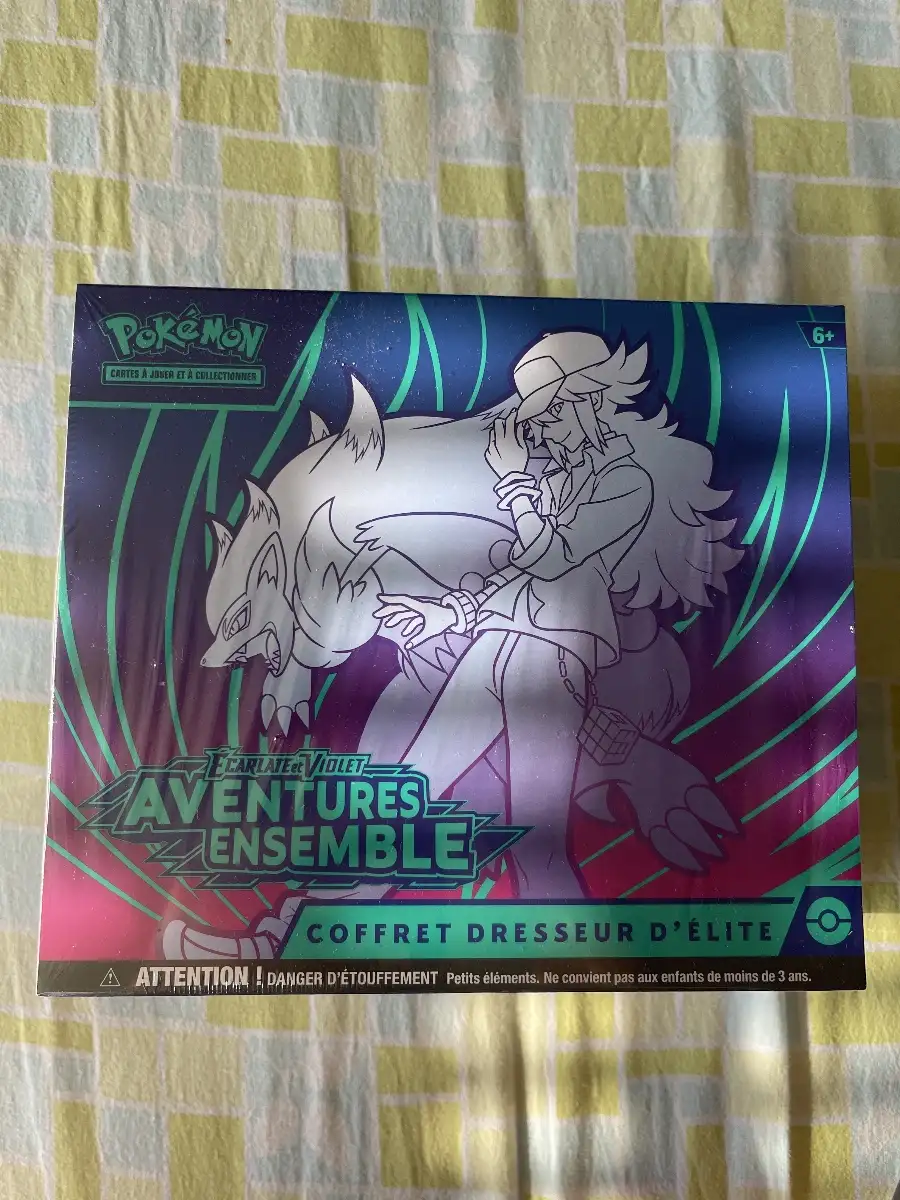 POKéMON
CARTES À JOUER ET À COLLECTIONNER
6+
ÉCARLATE et VIOLET
AVENTURES
ENSEMBLE
COFFRET DRESSEUR D'ÉLITE
ATTENTION ! DANGER D'ÉTOUFFEMENT Petits éléments. Ne convient pas aux enfants de moins de 3 ans.